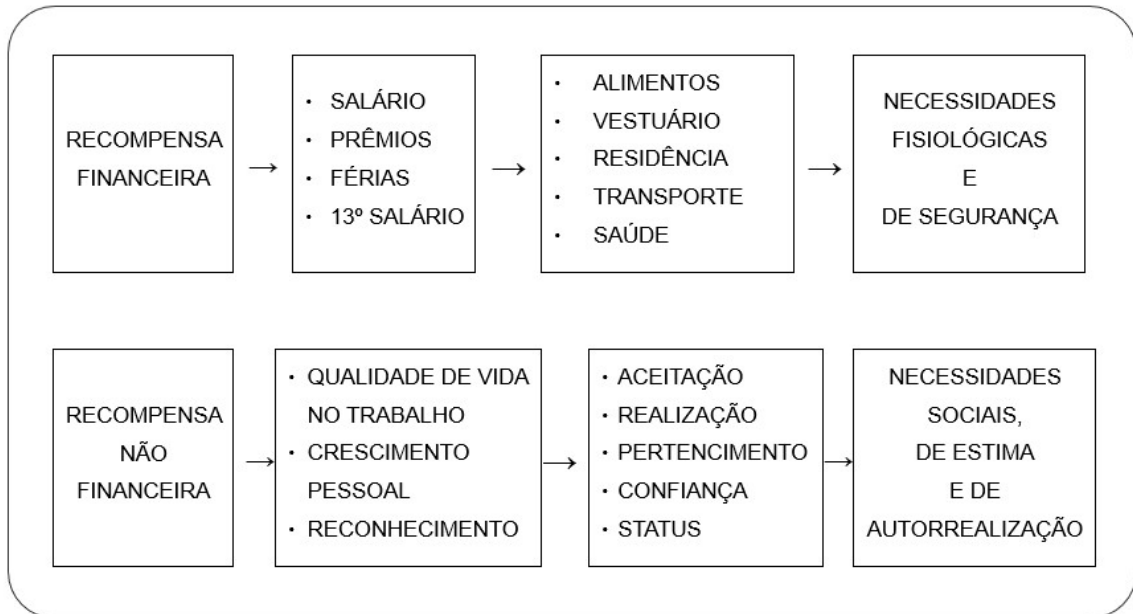 RECOMPENSA
FINANCEIRA
→
• SALÁRIO
• PRÊMIOS
• FÉRIAS
• 13º SALÁRIO
→
• ALIMENTOS
• VESTUÁRIO
• RESIDÊNCIA
• TRANSPORTE
• SAÚDE
→
NECESSIDADES
FISIOLÓGICAS
E
DE SEGURANÇA
RECOMPENSA
NÃO
FINANCEIRA
→
• QUALIDADE DE VIDA
NO TRABALHO
• CRESCIMENTO
PESSOAL
• RECONHECIMENTO
→
• ACEITAÇÃO
• REALIZAÇÃO
• PERTENCIMENTO
• CONFIANÇA
• STATUS
→
NECESSIDADES
SOCIAIS,
DE ESTIMA
E DE
AUTORREALIZAÇÃO